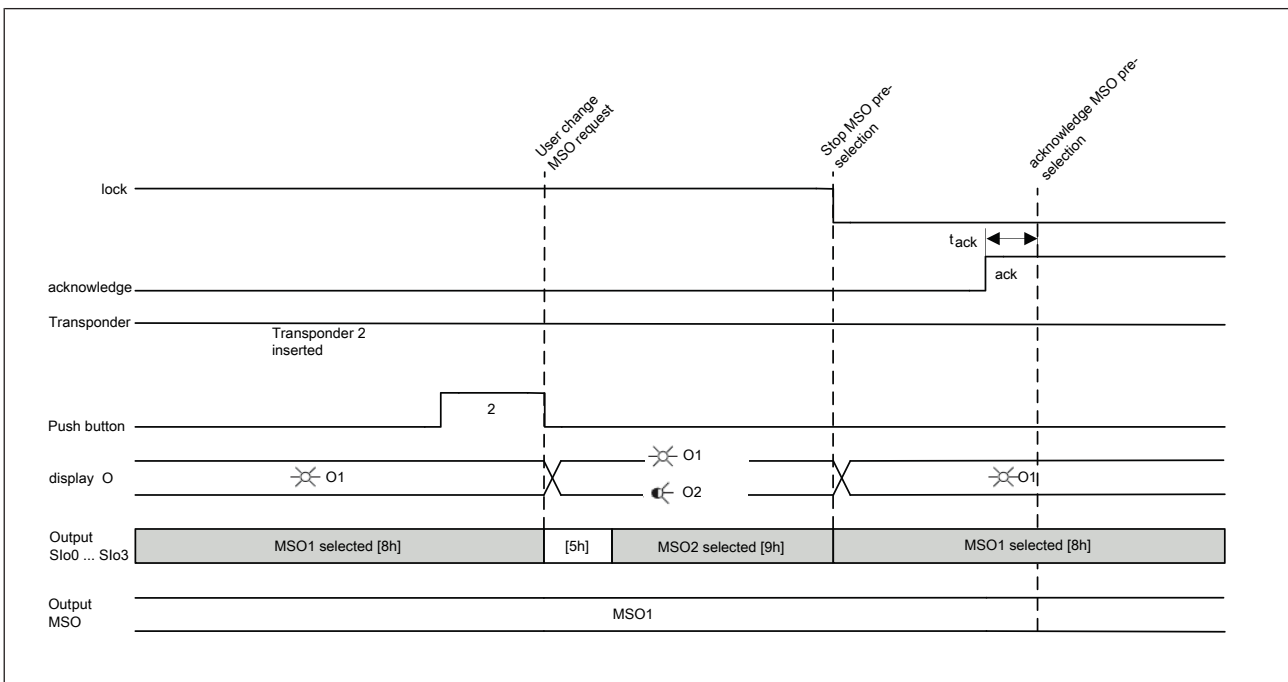 User change
MSO request
Stop MSO pre-
selection
acknowledge MSO pre-
selection
lock
tack
acknowledge
ack
Transponder
Transponder 2
inserted
2
Push button
O1
display O
O1
O1
O2
Output
SIo0 ... SIo3
MSO1 selected [8h]
[5h]
MSO2 selected [9h]
MSO1 selected [8h]
Output
MSO
MSO1